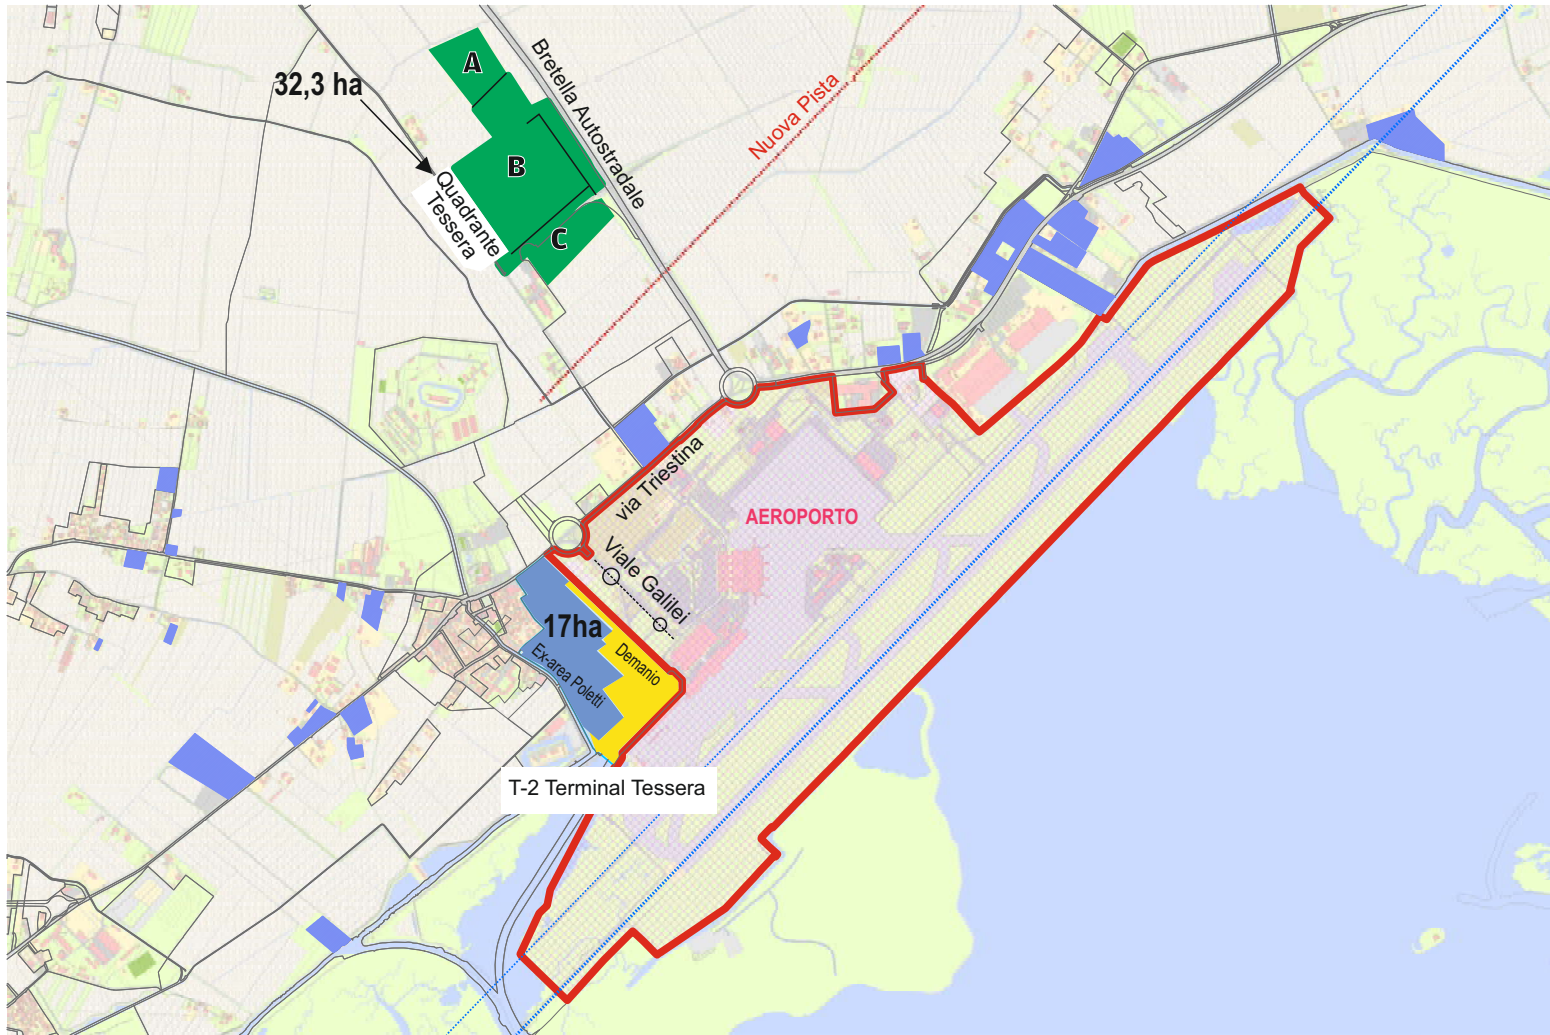 A
32,3 ha
Bretella Autostradale
Nuova Pista
B
Quadrante
Tessera
C
via Triestina
AEROPORTO
Viale Galilei
17ha
Demanio
Ex-area Poletti
T-2 Terminal Tessera